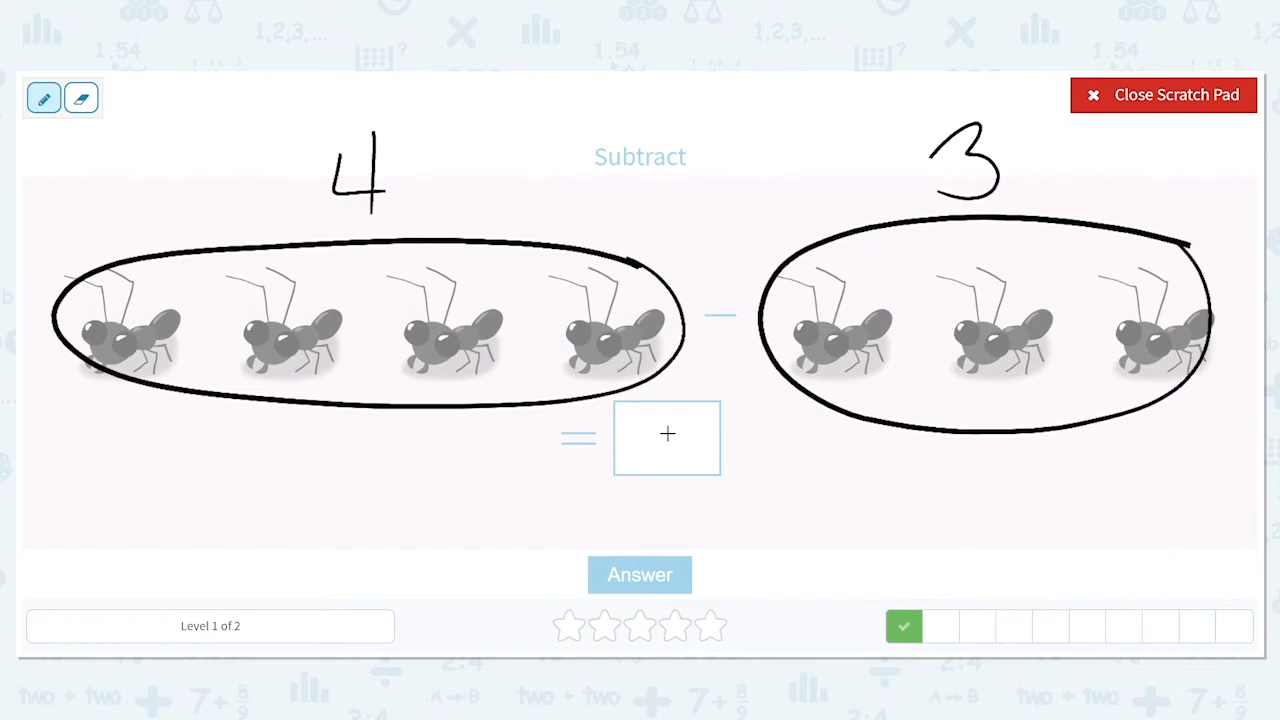 Close Scratch Pad
4
Subtract
3
−
=
Answer
Level 1 of 2